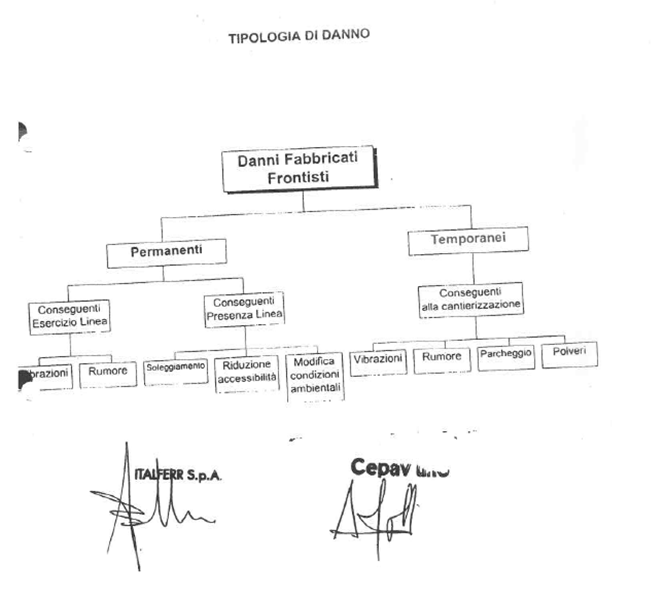 TIPOLOGIA DI DANNO
Danni Fabbricati
Frontisti
Permanenti
Temporanei
Conseguenti
Esercizio Linea
Conseguenti
Presenza Linea
Conseguenti
alla cantierizzazione
Rumore
Soleggiamento
Riduzione
accessibilità
Modifica
condizioni
ambientali
Vibrazioni
Rumore
Parcheggio
Polveri
ITALFERR S.p.A.
Cepav